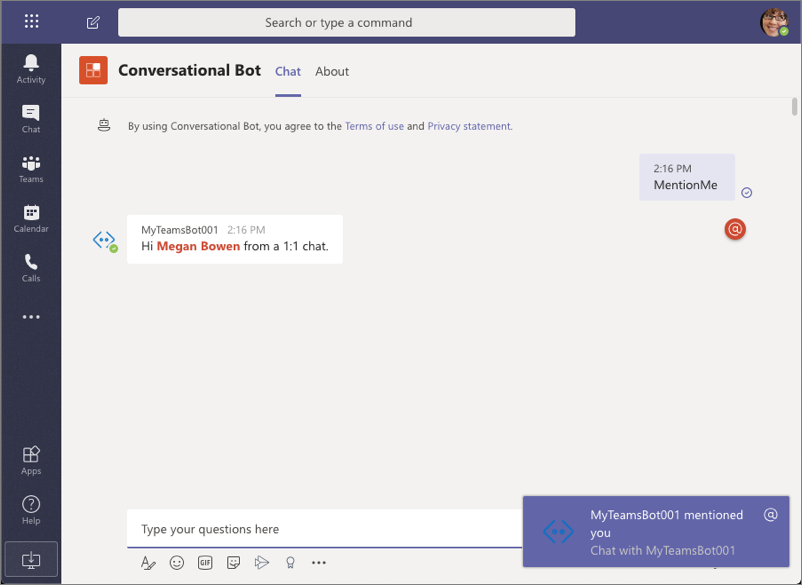 Search or type a command
Activity
Chat
Teams
Calendar
Calls
Apps
Help
Conversational Bot Chat About
By using Conversational Bot, you agree to the Terms of use and Privacy statement.
2:16 PM
MentionMe
@
MyTeamsBot001 2:16 PM
Hi Megan Bowen from a 1:1 chat.
Type your questions here
GIF
MyTeamsBot001 mentioned @
you
Chat with MyTeamsBot001